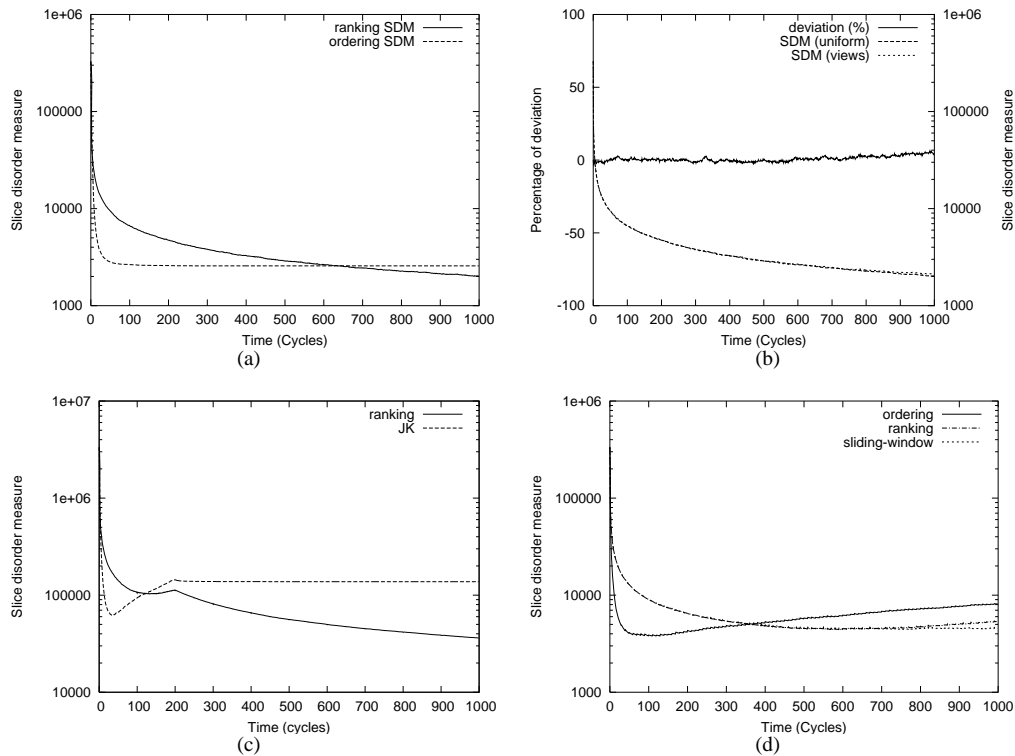 1e+06
100000
10000
1000
Slice disorder measure
ranking SDM
ordering SDM
0 100 200 300 400 500 600 700 800 900 1000
Time (Cycles)
(a)
100
50
0
-50
-100
Percentage of deviation
deviation (%)
SDM (uniform)
SDM (views)
1e+06
100000
10000
1000
Slice disorder measure
0 100 200 300 400 500 600 700 800 900 1000
Time (Cycles)
(b)
1e+07
1e+06
100000
10000
Slice disorder measure
ranking
JK
0 100 200 300 400 500 600 700 800 900 1000
Time (cycles)
(c)
1e+06
100000
10000
1000
Slice disorder measure
ordering
ranking
sliding-window
0 100 200 300 400 500 600 700 800 900 1000
Time (Cycles)
(d)